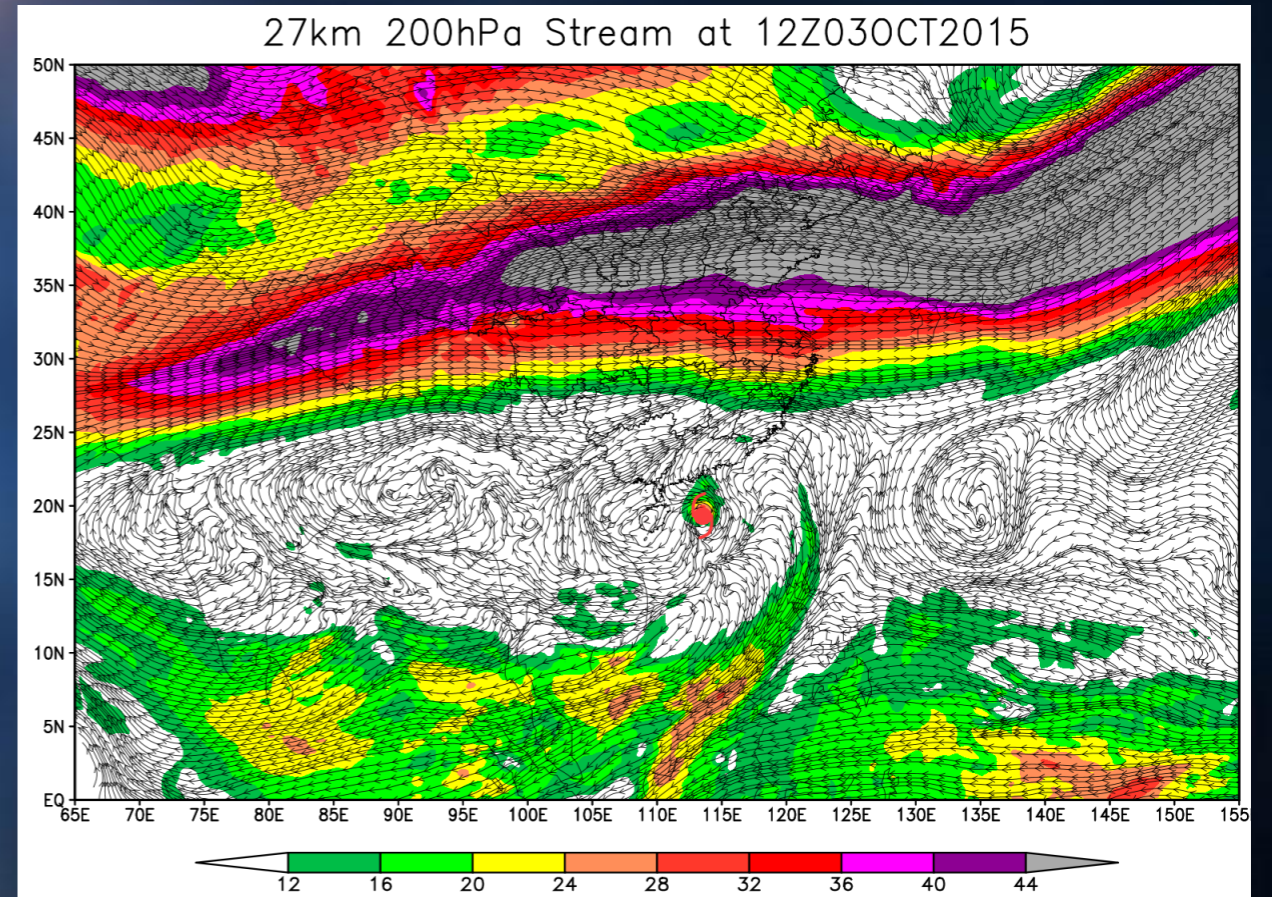 27km 200hPa Stream at 12Z03OCT2015
50N
45N
40N
35N
30N
25N
20N
15N
10N
5N
EQ
65E 70E 75E 80E 85E 90E 95E 100E 105E 110E 115E 120E 125E 130E 135E 140E 145E 150E 155
12 16 20 24 28 32 36 40 44